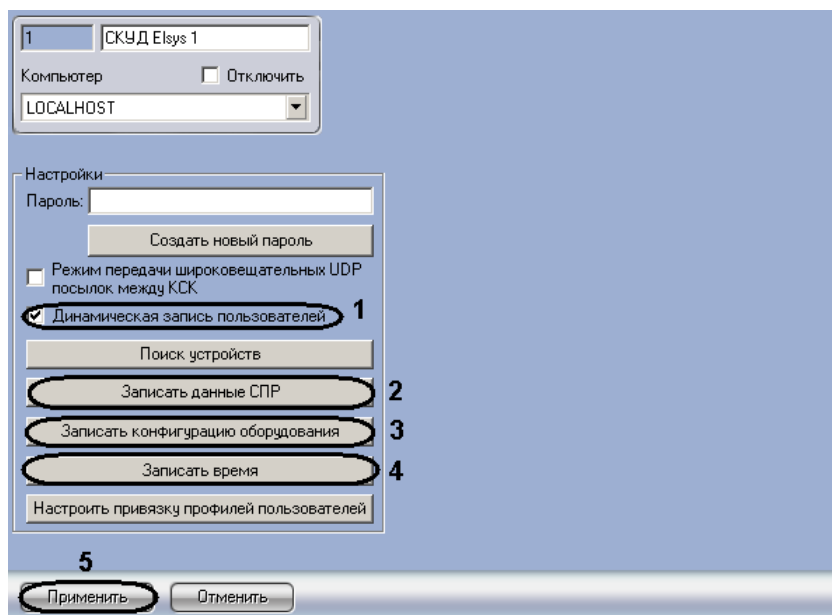 1 СКУД Elsys 1
Компьютер Отключить
LOCALHOST
Настройки
Пароль:
Создать новый пароль
Режим передачи широковещательных UDP
посылок между КСК
Динамическая запись пользователей 1
Поиск устройств
Записать данные СПР 2
Записать конфигурацию оборудования 3
Записать время 4
Настроить привязку профилей пользователей
5
Применить Отменить